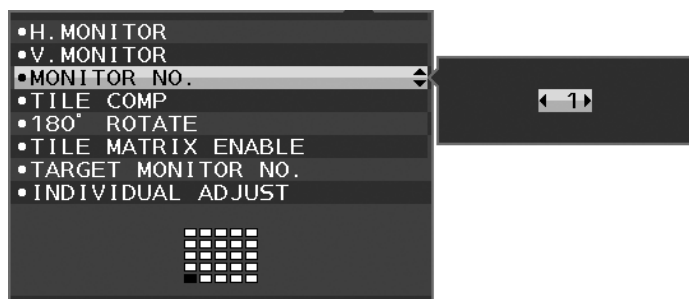 •H.MONITOR
•V.MONITOR
•MONITOR NO.
1
•TILE COMP
•180° ROTATE
•TILE MATRIX ENABLE
•TARGET MONITOR NO.
•INDIVIDUAL ADJUST